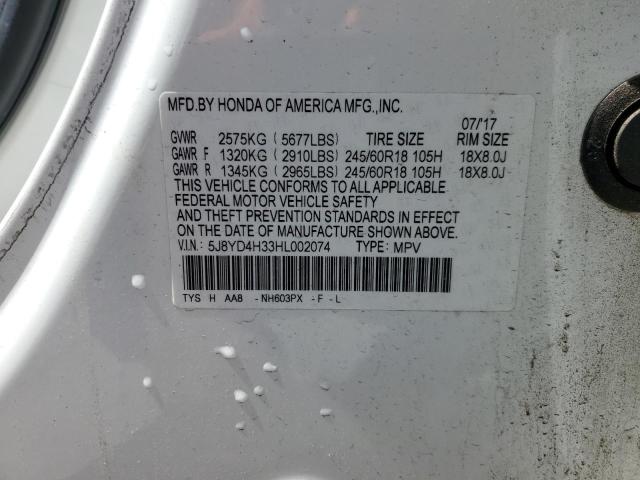 MFD.BY HONDA OF AMERICA MFG.,INC.
07/'17
GVWR 2575KG ( 5677LBS) TIRE SIZE RIM SIZE
GAWR F 1320KG ( 2910LBS) 245/60R18 105H 18X8.0J
GAWR R 1345KG ( 2965LBS) 245/60R18 105H 18X8.0J
THIS VEHICLE CONFORMS TO ALL APPLICABLE
FEDERAL MOTOR VEHICLE SAFETY
AND THEFT PREVENTION STANDARDS IN EFFECT
ON THE DATE OF MANUFACTURE SHOWN ABOVE.
V.I.N.: 5J8YD4H33HL002074 TYPE: MPV
TYS H AA8 -NH603PX -F -L